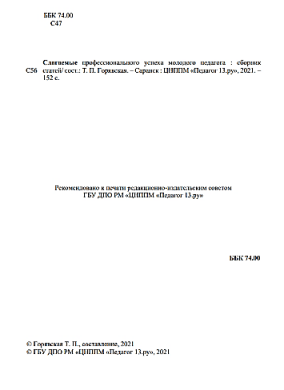 ББК 74.00
С47
Слагаемые профессионального успеха молодого педагога : сборник
С56 статей/ сост.: Т. П. Горявская. – Саранск : ЦНППМ «Педагог 13.ру», 2021. –
152 с.
Рекомендовано к печати редакционно-издательским советом
ГБУ ДПО РМ «ЦНППМ «Педагог 13.ру»
ББК 74.00
© Горявская Т. П., составление, 2021
© ГБУ ДПО РМ «ЦНППМ «Педагог 13.ру», 2021